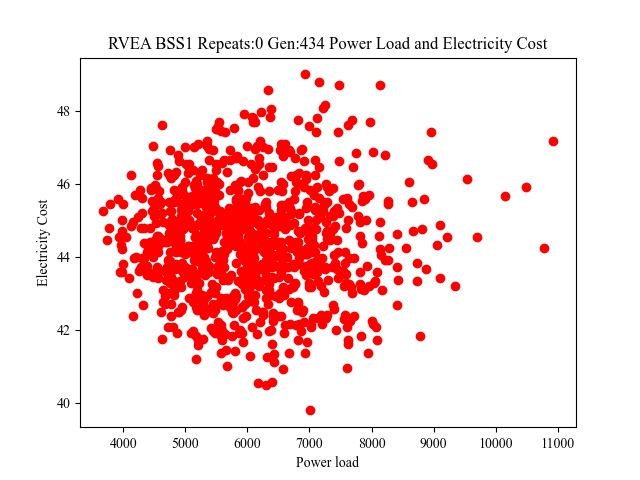 RVEA BSS1 Repeats:0 Gen:434 Power Load and Electricity Cost
48
46
44
42
40
Electricity Cost
4000 5000 6000 7000 8000 9000 10000 11000
Power load